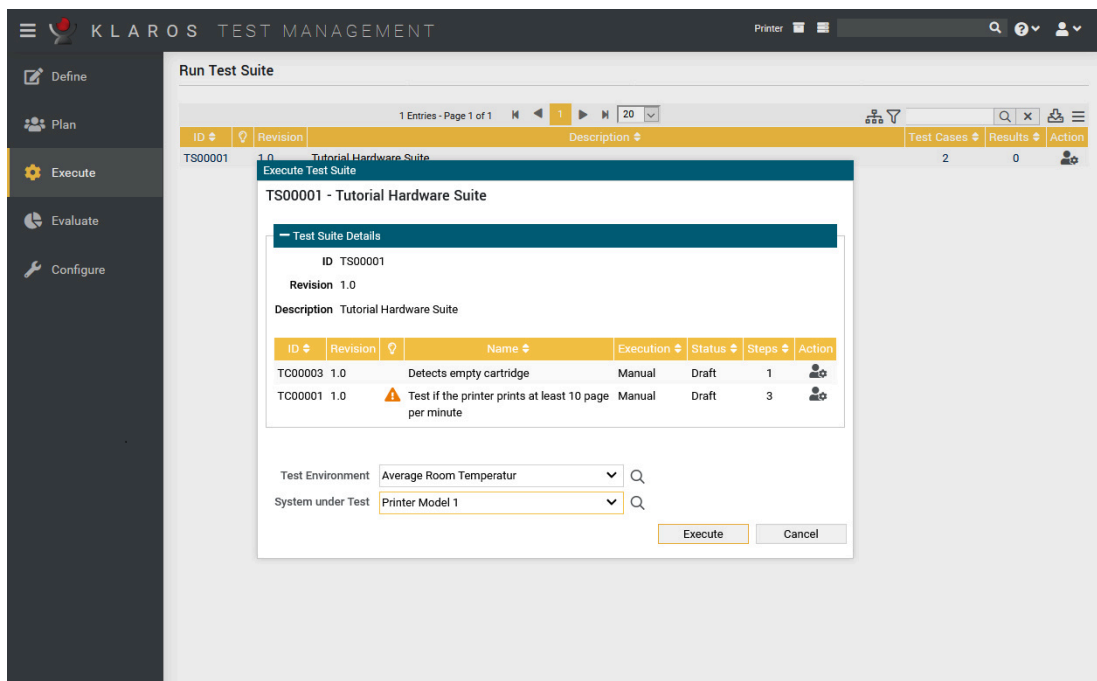 KLAROS TEST MANAGEMENT
Printer
Define
Plan
Execute
Evaluate
Configure
Run Test Suite
1 Entries - Page 1 of 1 1 20
ID Revision Description Test Cases Results Action
TS00001 1.0 Tutorial Hardware Suite 2 0
Execute Test Suite
TS00001 - Tutorial Hardware Suite
Test Suite Details
ID TS00001
Revision 1.0
Description Tutorial Hardware Suite
ID Revision Name Execution Status Steps Action
TC00003 1.0 Detects empty cartridge Manual Draft 1
TC00001 1.0 Test if the printer prints at least 10 page Manual Draft 3
per minute
Test Environment Average Room Temperatur
System under Test Printer Model 1
Execute Cancel